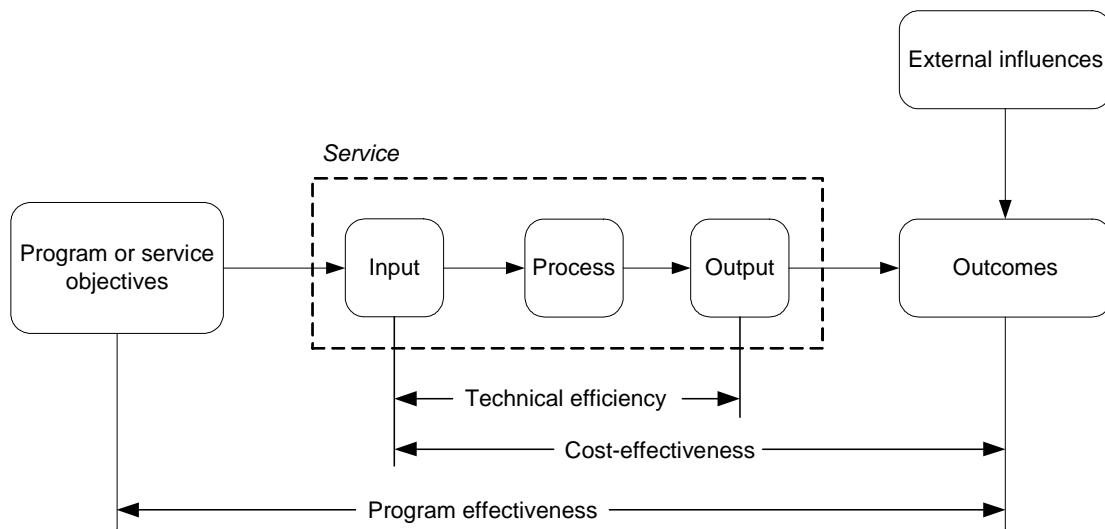 External influences
Service
Program or service
objectives
Input
Process
Output
Outcomes
Technical efficiency
Cost-effectiveness
Program effectiveness